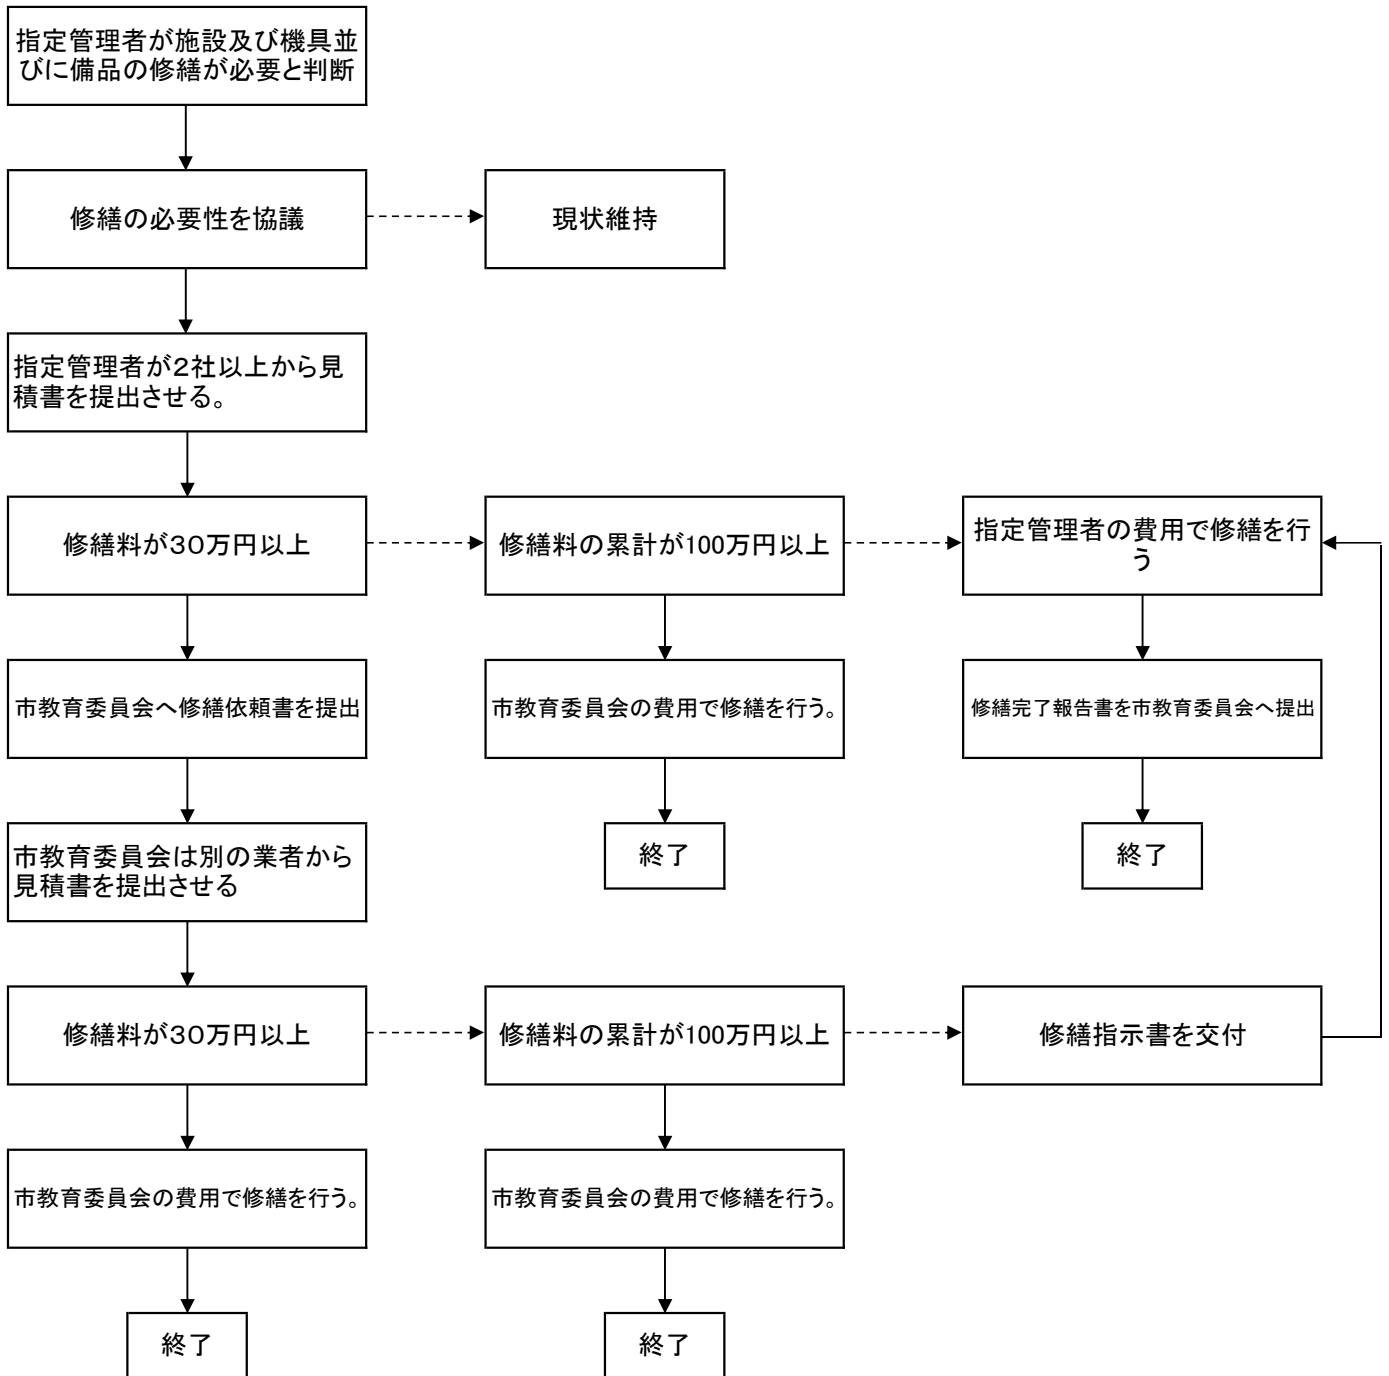 指定管理者が施設及び機具並
びに備品の修繕が必要と判断
修繕の必要性を協議
現状維持
指定管理者が2社以上から見
積書を提出させる。
修繕料が30万円以上
修繕料の累計が100万円以上
指定管理者の費用で修繕を行
う
市教育委員会へ修繕依頼書を提出
市教育委員会の費用で修繕を行う。
修繕完了報告書を市教育委員会へ提出
市教育委員会は別の業者から
見積書を提出させる
終了
終了
修繕料が30万円以上
修繕料の累計が100万円以上
修繕指示書を交付
市教育委員会の費用で修繕を行う。
市教育委員会の費用で修繕を行う。
終了
終了